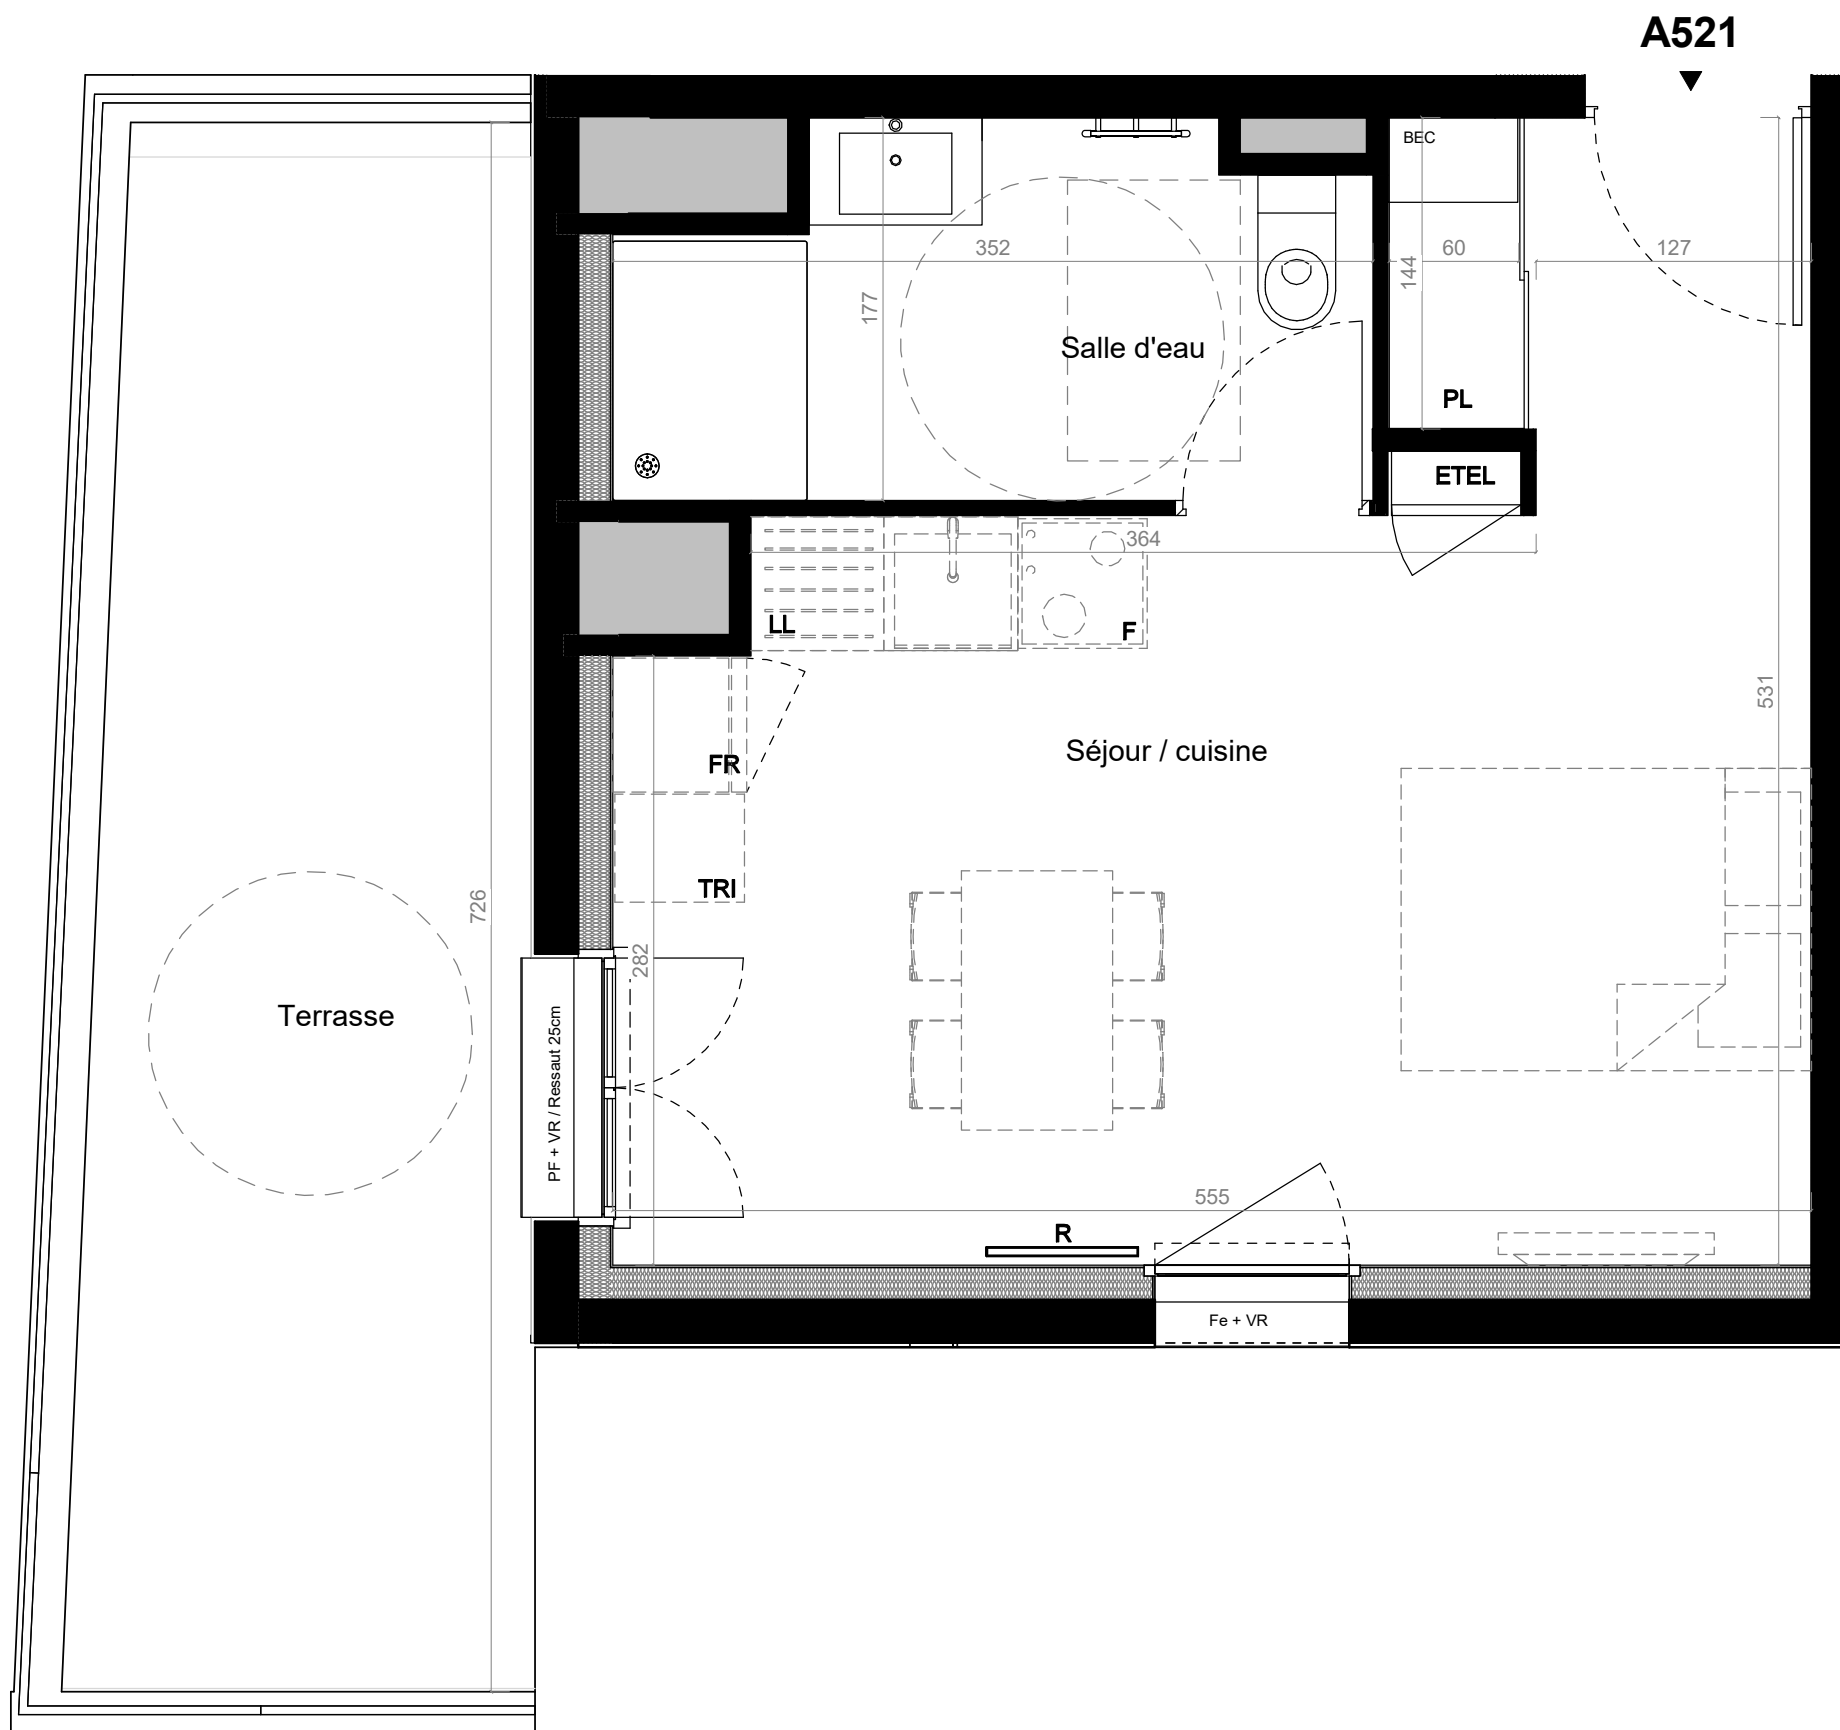 A521
BEC
352
60
127
144
177
Salle d'eau
PL
ETEL
364
LL
F
531
Séjour / cuisine
FR
TRI
726
282
Terrasse
PF + VR / Ressaut 25cm
555
R
Fe + VR